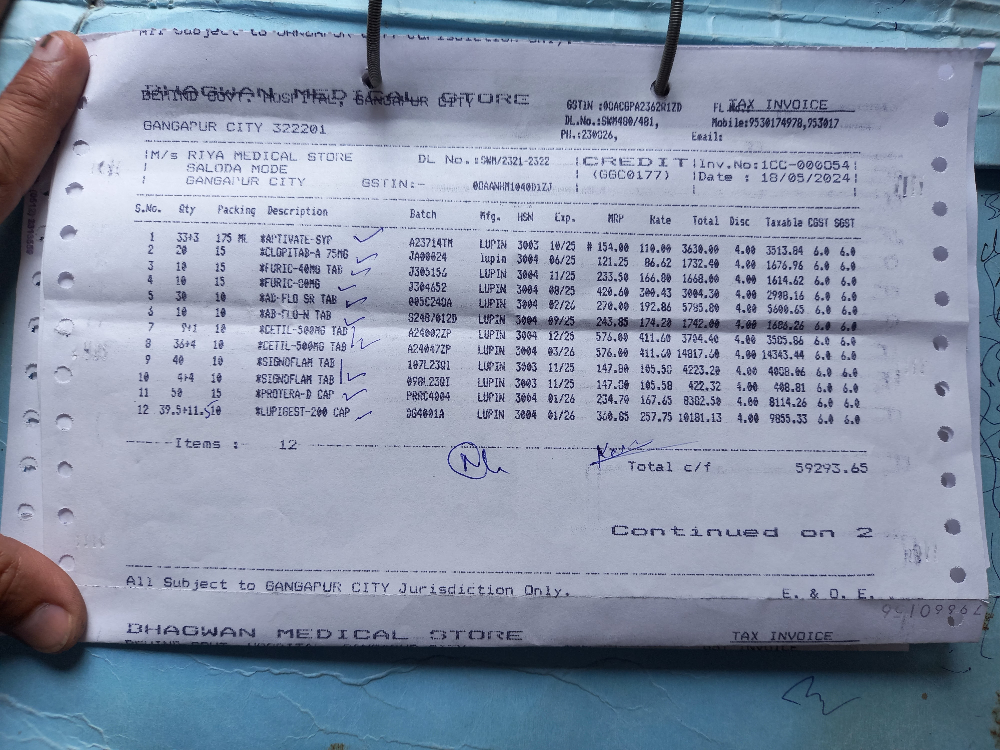 All Subject to GANGAPUR CITY Jurisdiction Only.
BHAGWAN MEDICAL STORE
BEHIND GOVT. HOSPITAL, GANGAPUR CITY
GANGAPUR CITY 322201
TAX INVOICE
DL.No.:SWM480/481, Mobile:9530174978,953017
PH.:230026, Email:
M/s RIYA MEDICAL STORE DL No.:SWM/2321-2322 CREDIT Inv.No:1CC-000054
SALODA MODE (GGC0177) Date : 18/05/2024
GANGAPUR CITY GSTIN:-
S.No. Qty Packing Description Batch Mfg. HSN Exp. MRP Rate Total Disc Taxable CGST SGST
1 33+3 175 ML *APTIVATE-SYP A23714TM LUPIN 3003 10/25 # 154.00 110.00 3630.00 4.00 3513.84 6.0 6.0
2 20 15 *CLOPITAB-A 75MG JA00024 lupin 3004 06/25 121.25 86.62 1732.40 4.00 1676.96 6.0 6.0
3 10 15 *FURIC-40MG TAB J305156 LUPIN 3004 11/25 233.50 166.80 1668.00 4.00 1614.62 6.0 6.0
4 10 15 *FURIC-80MG J304652 LUPIN 3004 08/25 420.60 300.43 3004.30 4.00 2908.16 6.0 6.0
5 30 10 *AB-FLO SR TAB LUPIN 3004 02/26 270.00 192.86 5785.80 4.00 5600.65 6.0 6.0
6 10 10 *AB-FLO-N TAB LUPIN 3004 09/25 243.85 174.20 1742.00 4.00 1686.26 6.0 6.0
7 9+1 10 *CETIL-500MG TAB A24002ZP LUPIN 3004 12/25 576.00 411.60 3704.40 4.00 3585.86 6.0 6.0
8 36+4 10 *CETIL-500MG TAB A24047ZP LUPIN 3004 03/26 576.00 411.60 14817.60 4.00 14343.44 6.0 6.0
9 40 10 *SIGNOFLAM TAB 107L23Q1 LUPIN 3003 11/25 147.80 105.58 4223.20 4.00 4088.06 6.0 6.0
10 4+4 10 *SIGNOFLAM TAB LUPIN 3003 11/25 147.80 105.58 422.32 4.00 408.81 6.0 6.0
11 50 15 *PROTERA-D CAP PRRC4004 LUPIN 3004 01/26 234.70 167.65 8382.50 4.00 8114.26 6.0 6.0
12 39.5+11.510 *LUPIGEST-200 CAP LUPIN 3004 01/26 360.85 257.75 10181.13 4.00 9855.33 6.0 6.0
Items : 12
Total c/f 59293.65
Continued on 2
All Subject to GANGAPUR CITY Jurisdiction Only. E. & O. E.
BHAGWAN MEDICAL STORE TAX INVOICE